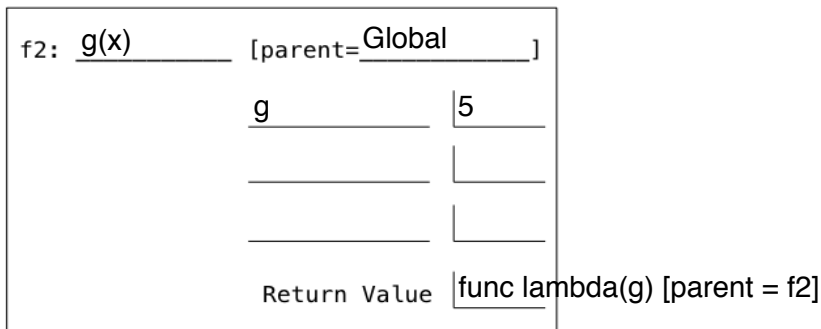 f2: g(x) [parent=Global]
g 5
Return Value func lambda(g) [parent = f2]